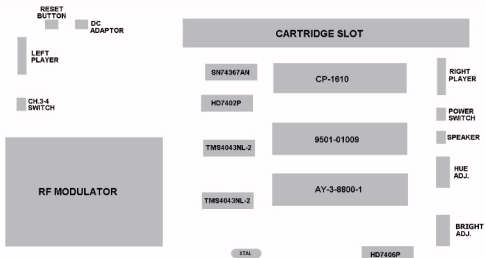 RESET
BUTTON
DC
ADAPTOR
CARTRIDGE SLOT
LEFT
PLAYER
SN74367AN
CP-1610
RIGHT
PLAYER
CH.3-4
SWITCH
HD7402P
POWER
SWITCH
SPEAKER
TMS4043NL-2
9501-01009
HUE
ADJ.
RF MODULATOR
TMS4043NL-2
AY-3-8800-1
BRIGHT
ADJ.
XTAL
HD7406P